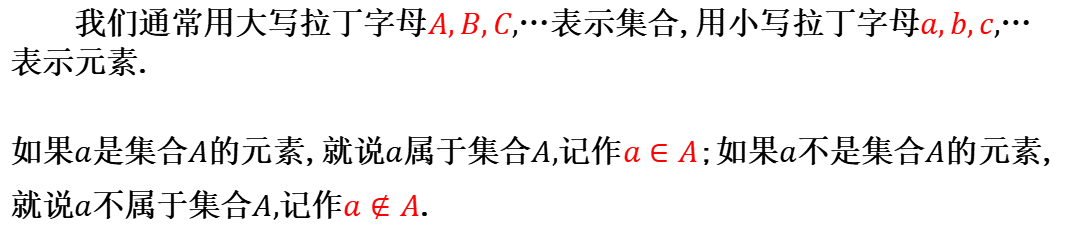 我们通常用大写拉丁字母A, B, C,…表示集合, 用小写拉丁字母a, b, c,…
表示元素.
如果a是集合A的元素, 就说a属于集合A,记作a ∈ A; 如果a不是集合A的元素,
就说a不属于集合A,记作a ∉ A.